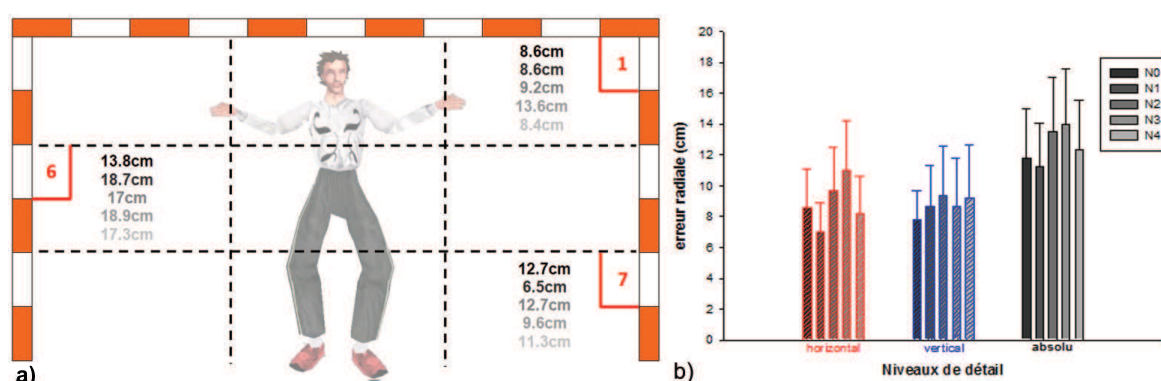 8.6cm
8.6cm
9.2cm
13.6cm
8.4cm
1
6
13.8cm
18.7cm
17cm
18.9cm
17.3cm
12.7cm
6.5cm
12.7cm
9.6cm
11.3cm
7
a)
erreur radiale (cm)
20
18
16
14
12
10
8
6
4
2
0
N0
N1
N2
N3
N4
horizontal vertical absolu
Niveaux de détail
b)